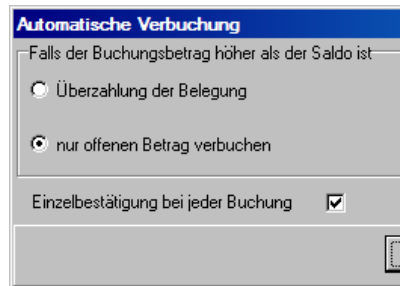 Automatische Verbuchung
Falls der Buchungsbetrag höher als der Saldo ist
Überzahlung der Belegung
nur offenen Betrag verbuchen
Einzelbestätigung bei jeder Buchung